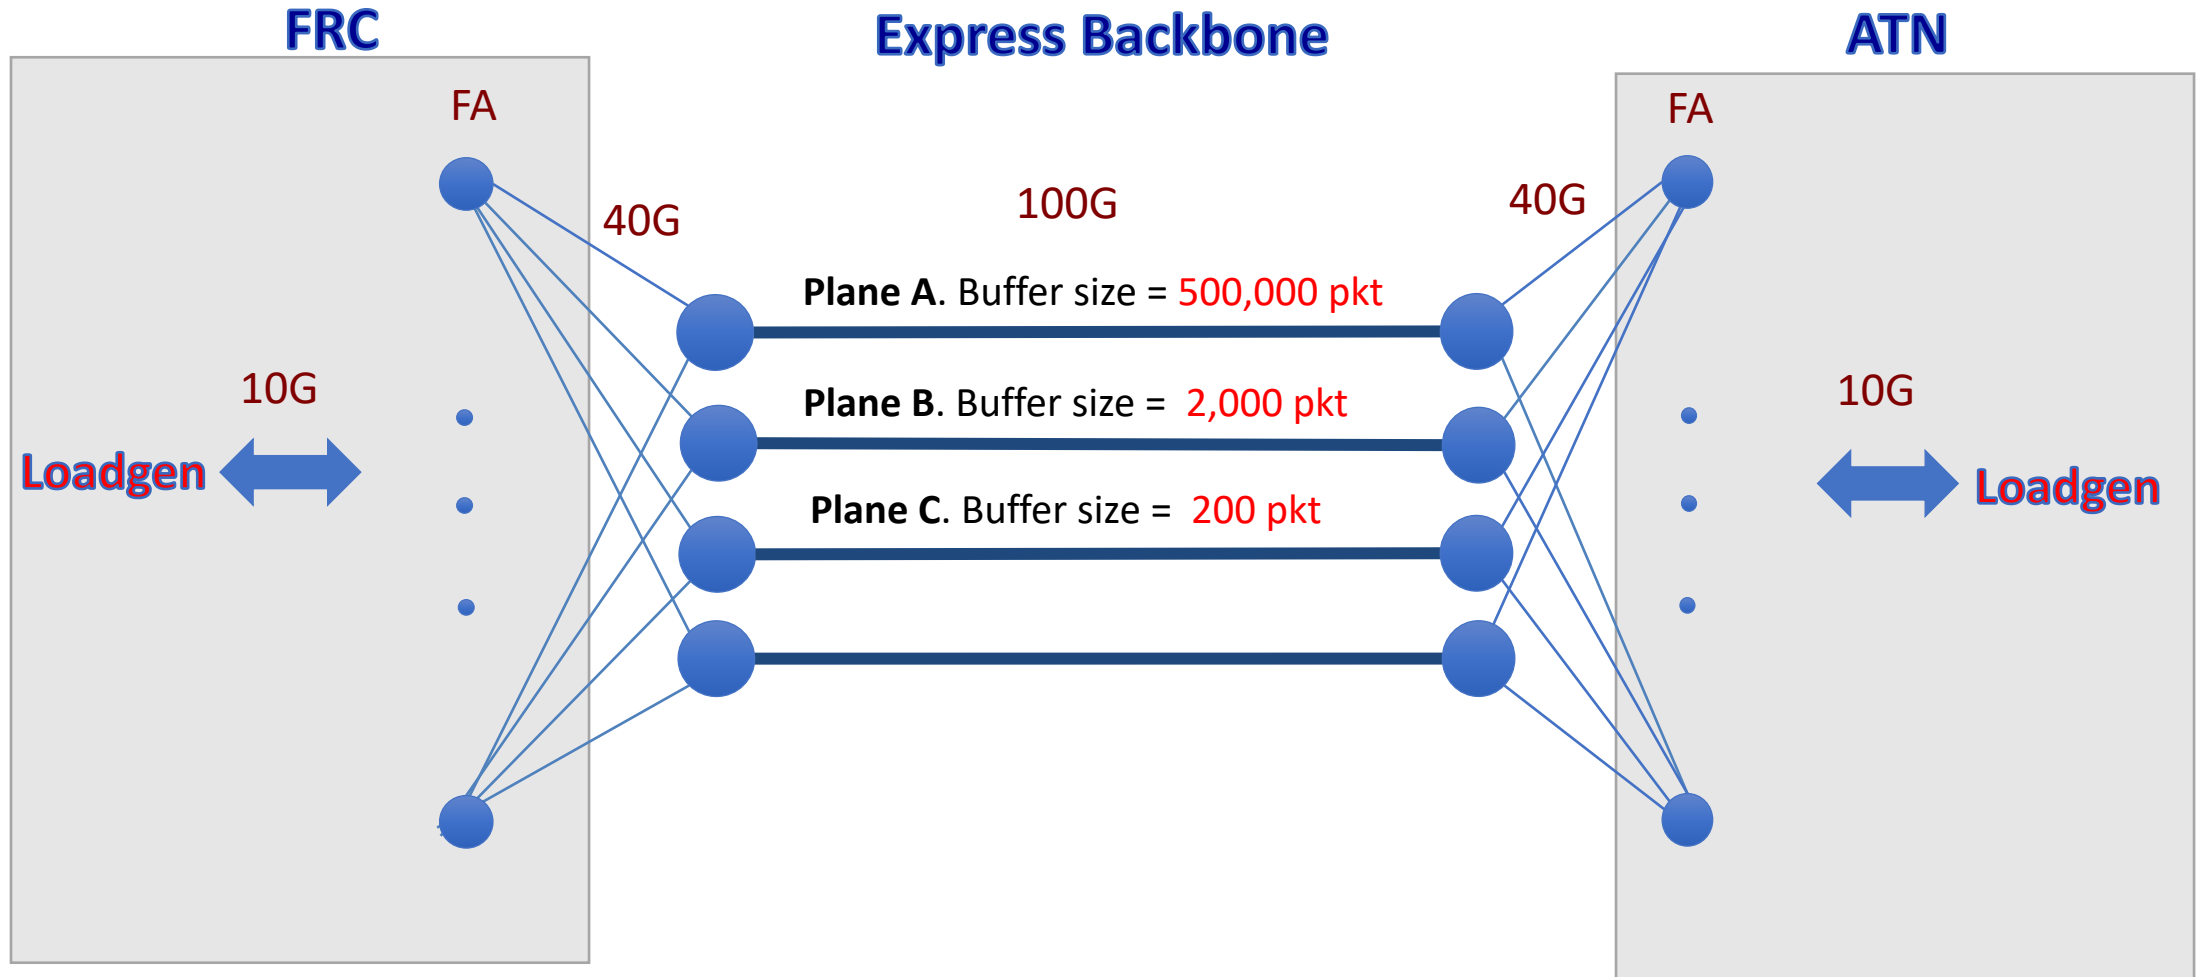 FRC
Express Backbone
ATN
FA
FA
40G
100G
40G
Plane A. Buffer size = 500,000 pkt
10G
Plane B. Buffer size = 2,000 pkt
10G
Loadgen
Plane C. Buffer size = 200 pkt
Loadgen